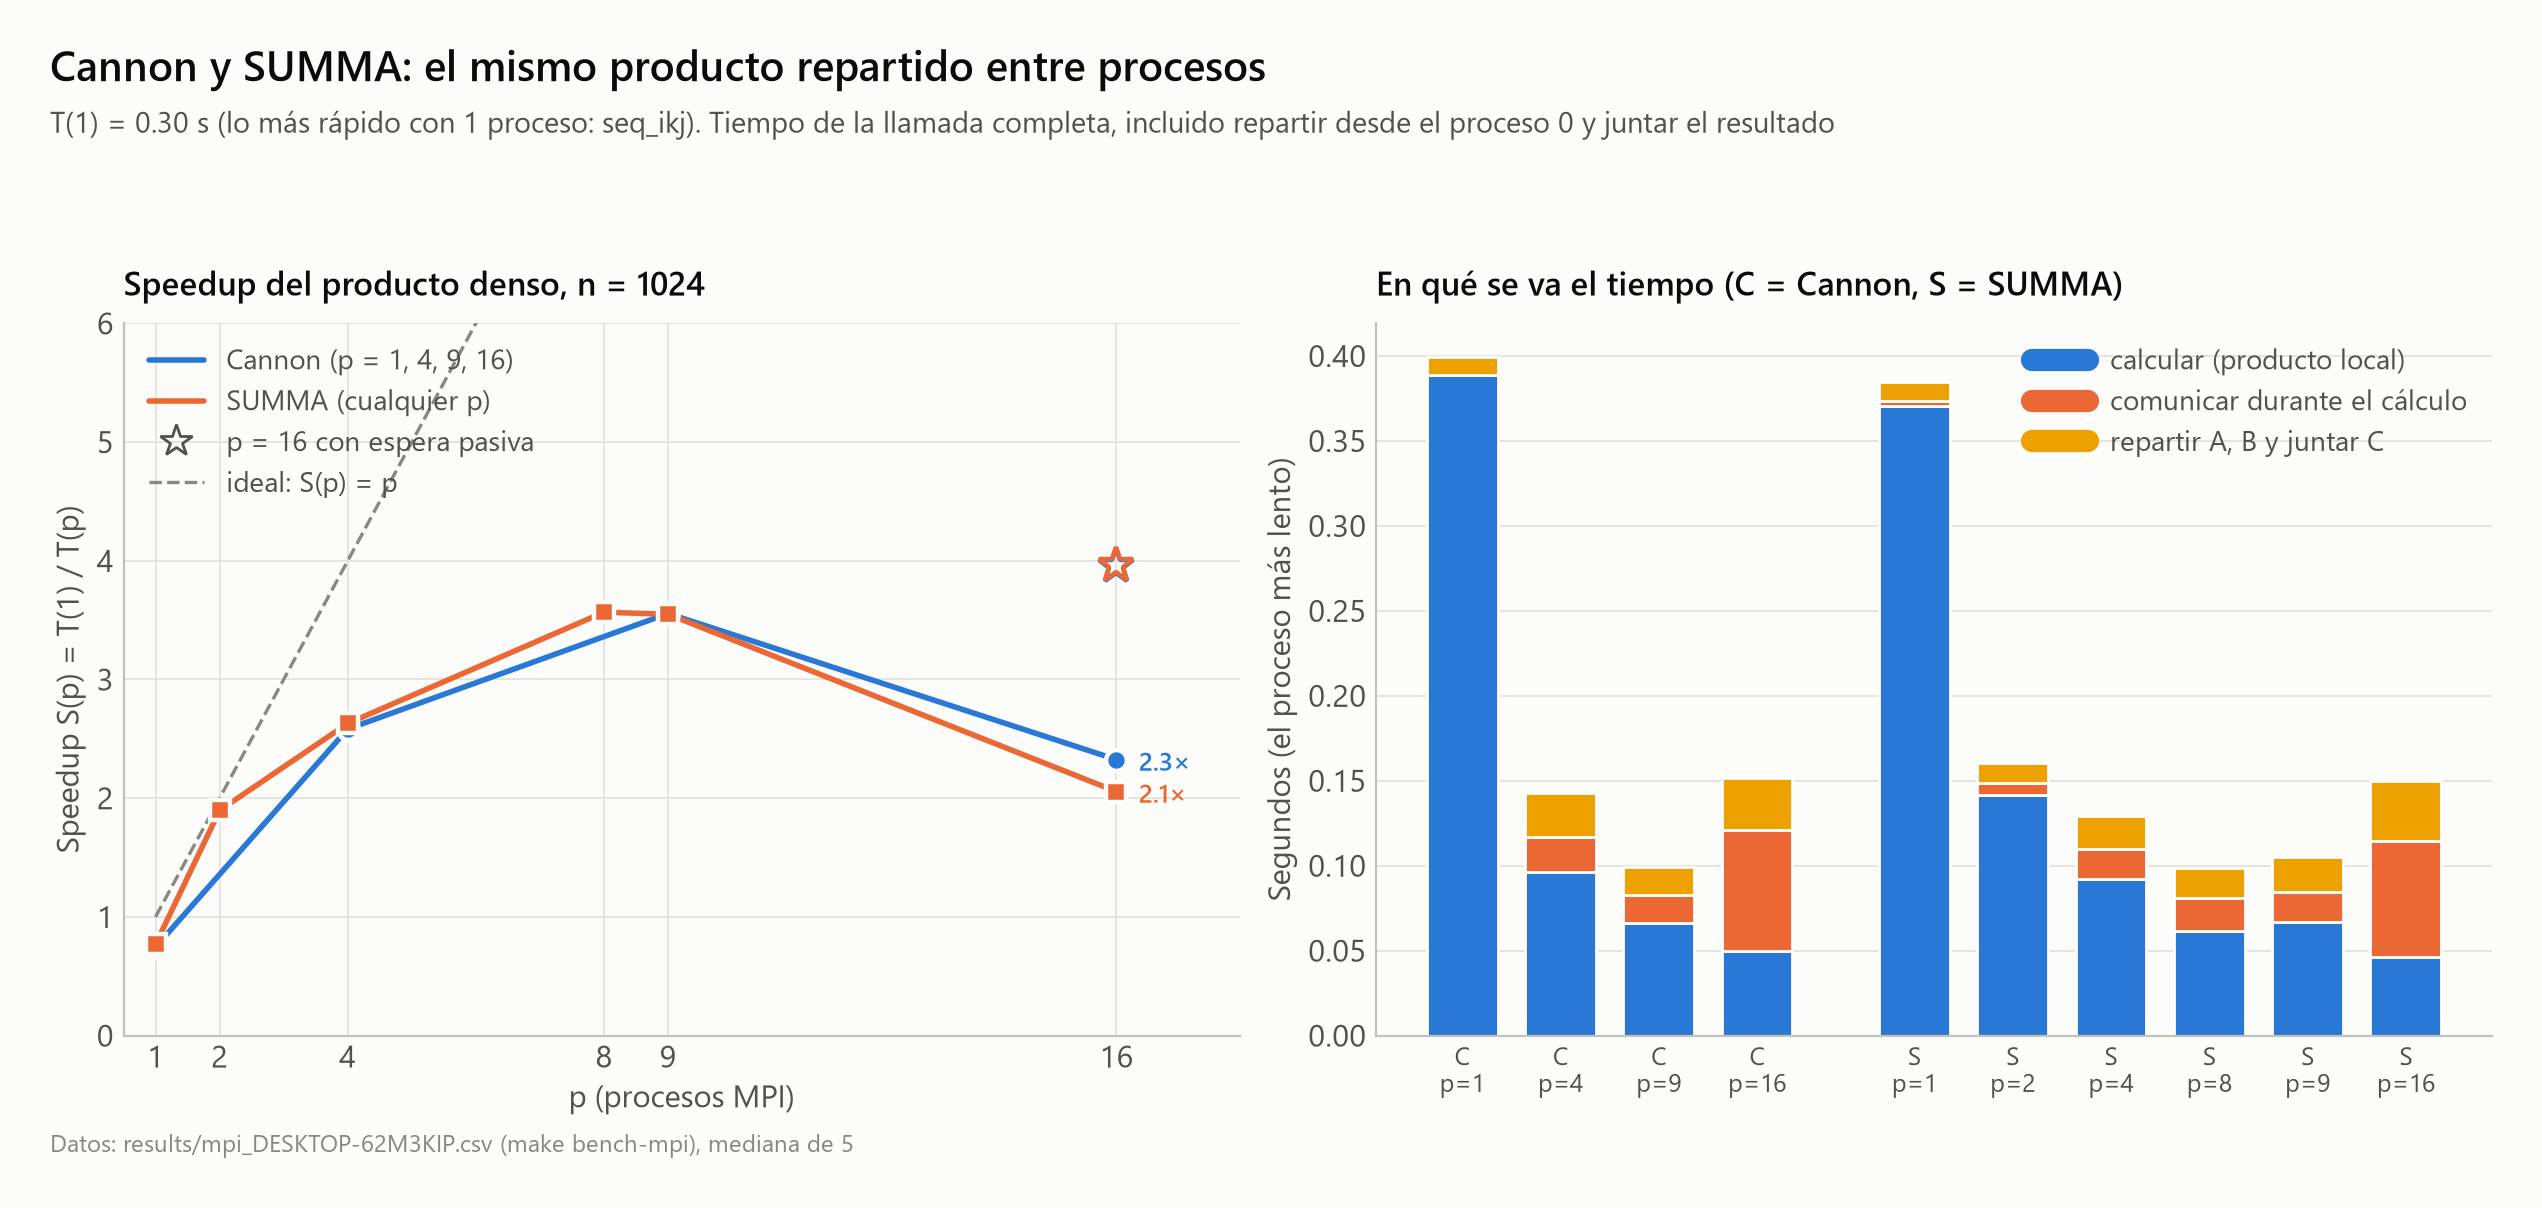 Cannon y SUMMA: el mismo producto repartido entre procesos
T(1) = 0.30 s (lo más rápido con 1 proceso: seq_ikj). Tiempo de la llamada completa, incluido repartir desde el proceso 0 y juntar el resultado
Speedup del producto denso, n = 1024
Speedup S(p) = T(1) / T(p)
6
5
4
3
2
1
0
Cannon (p = 1, 4, 9, 16)
SUMMA (cualquier p)
p = 16 con espera pasiva
ideal: S(p) = p
2.3×
2.1×
1 2 4 8 9 16
p (procesos MPI)
En qué se va el tiempo (C = Cannon, S = SUMMA)
Segundos (el proceso más lento)
0.40
0.35
0.30
0.25
0.20
0.15
0.10
0.05
0.00
calcular (producto local)
comunicar durante el cálculo
repartir A, B y juntar C
C C C C S S S S S S
p=1 p=4 p=9 p=16 p=1 p=2 p=4 p=8 p=9 p=16
Datos: results/mpi_DESKTOP-62M3KIP.csv (make bench-mpi), mediana de 5